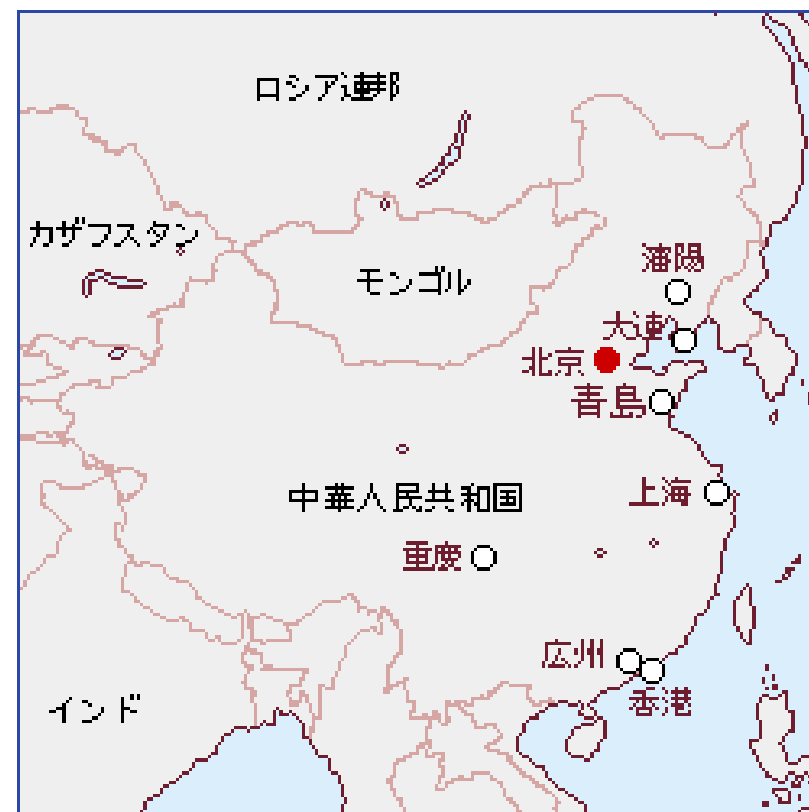 ロシア連邦
カザフスタン
モンゴル
瀋陽
大連
北京
青島
中華人民共和国
上海
重慶
広州
香港
インド